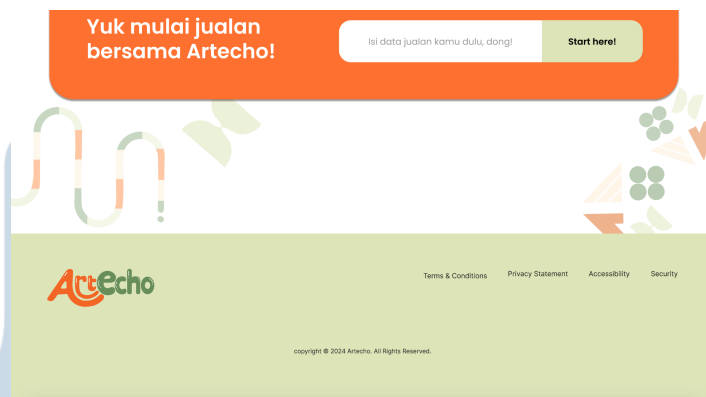 Yuk mulai jualan
bersama Artecho!
Isi data jualan kamu dulu, dong!
Start here!
ArtEcho
Terms & Conditions
Privacy Statement
Accessibility
Security
copyright © 2024 Artecho. All Rights Reserved.